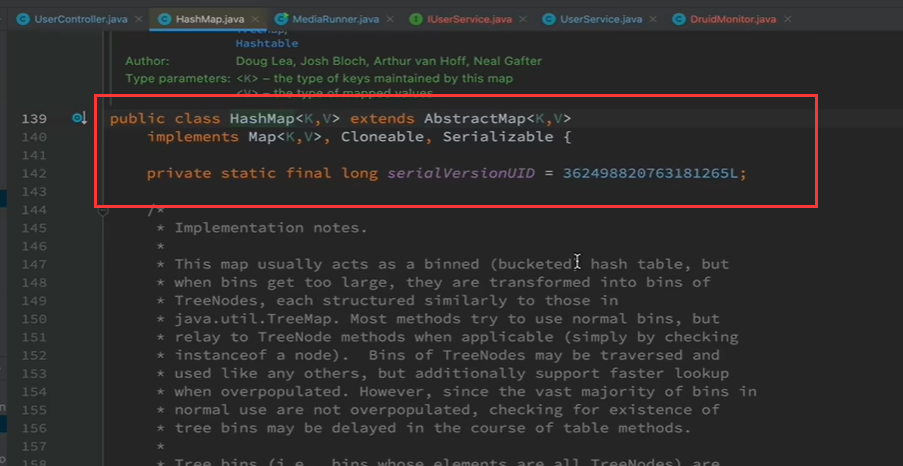 UserController.java HashMap.java MediaRunner.java IUserService.java UserService.java DruidMonitor.java
Hashtable
Author: Doug Lea, Josh Bloch, Arthur van Hoff, Neal Gafter
Type parameters: <K> – the type of keys maintained by this map
<V> – the type of mapped values
139 public class HashMap<K,V> extends AbstractMap<K,V>
140 implements Map<K,V>, Cloneable, Serializable {
141
142 private static final long serialVersionUID = 362498820763181265L;
143
144 /*
145 * Implementation notes.
146 *
147 * This map usually acts as a binned (bucketed) hash table, but
148 * when bins get too large, they are transformed into bins of
149 * TreeNodes, each structured similarly to those in
150 * java.util.TreeMap. Most methods try to use normal bins, but
151 * relay to TreeNode methods when applicable (simply by checking
152 * instanceof a node).  Bins of TreeNodes may be traversed and
153 * used like any others, but additionally support faster lookup
154 * when overpopulated. However, since the vast majority of bins in
155 * normal use are not overpopulated, checking for existence of
156 * tree bins may be delayed in the course of table methods.
157 *
* Tree bins (i.e., bins whose elements are all TreeNodes) are